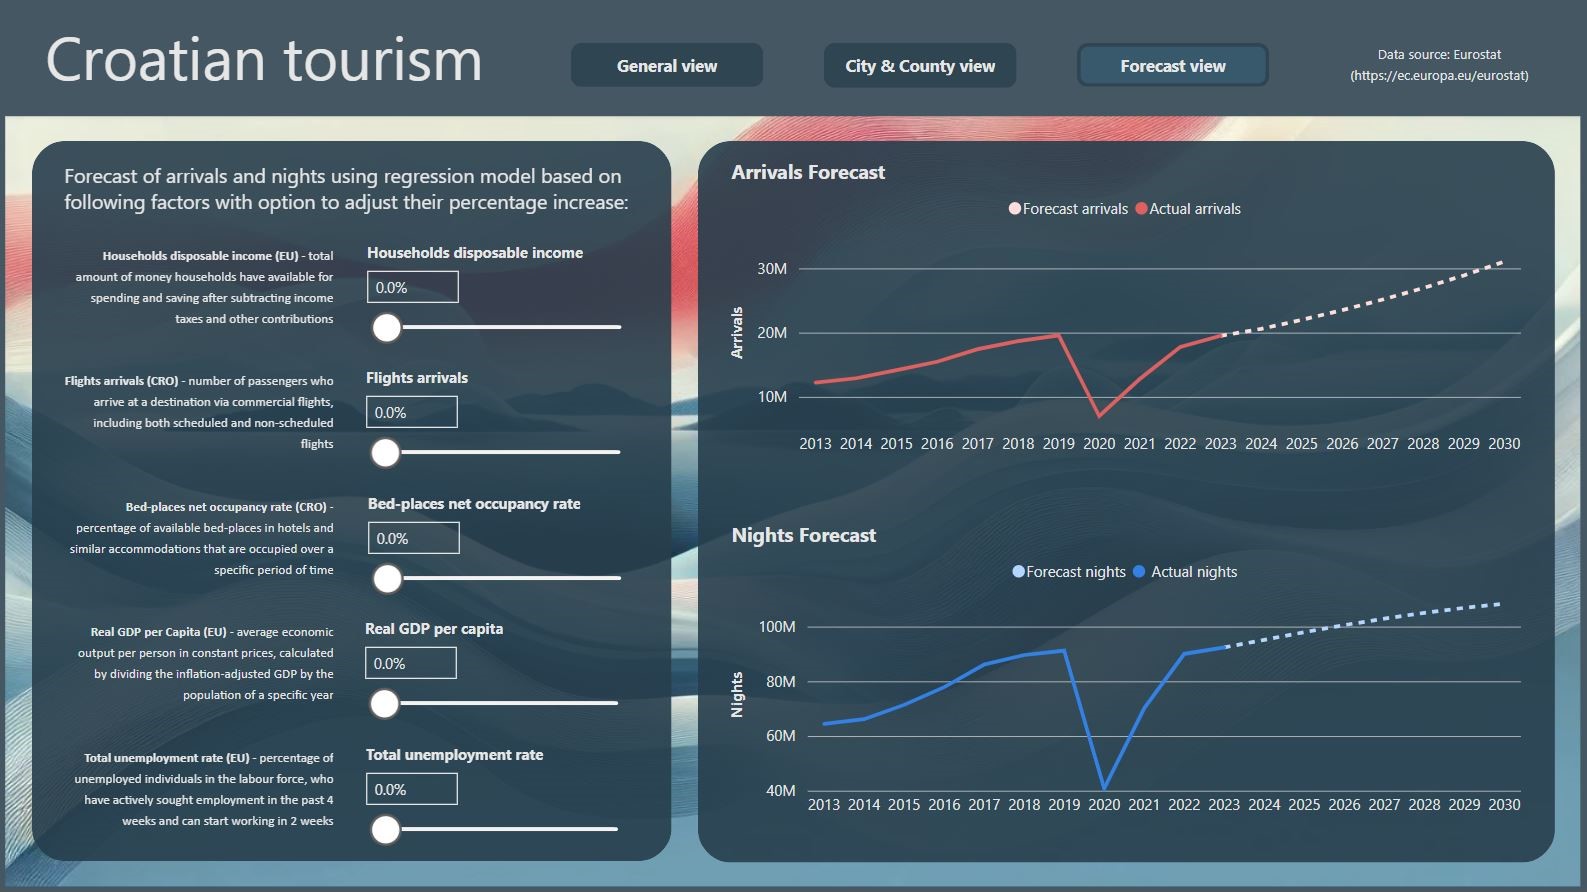 Croatian tourism
General view
City & County view
Forecast view
Data source: Eurostat
(https://ec.europa.eu/eurostat)
Forecast of arrivals and nights using regression model based on
following factors with option to adjust their percentage increase:
Households disposable income (EU) - total
amount of money households have available for
spending and saving after subtracting income
taxes and other contributions
Households disposable income
0.0%
Flights arrivals (CRO) - number of passengers who
arrive at a destination via commercial flights,
including both scheduled and non-scheduled
flights
Flights arrivals
0.0%
Bed-places net occupancy rate (CRO) -
percentage of available bed-places in hotels and
similar accommodations that are occupied over a
specific period of time
Bed-places net occupancy rate
0.0%
Real GDP per Capita (EU) - average economic
output per person in constant prices, calculated
by dividing the inflation-adjusted GDP by the
population of a specific year
Real GDP per capita
0.0%
Total unemployment rate (EU) - percentage of
unemployed individuals in the labour force, who
have actively sought employment in the past 4
weeks and can start working in 2 weeks
Total unemployment rate
0.0%
Arrivals Forecast
Forecast arrivals Actual arrivals
Arrivals
30M
20M
10M
2013 2014 2015 2016 2017 2018 2019 2020 2021 2022 2023 2024 2025 2026 2027 2028 2029 2030
Nights Forecast
Forecast nights Actual nights
Nights
100M
80M
60M
40M
2013 2014 2015 2016 2017 2018 2019 2020 2021 2022 2023 2024 2025 2026 2027 2028 2029 2030